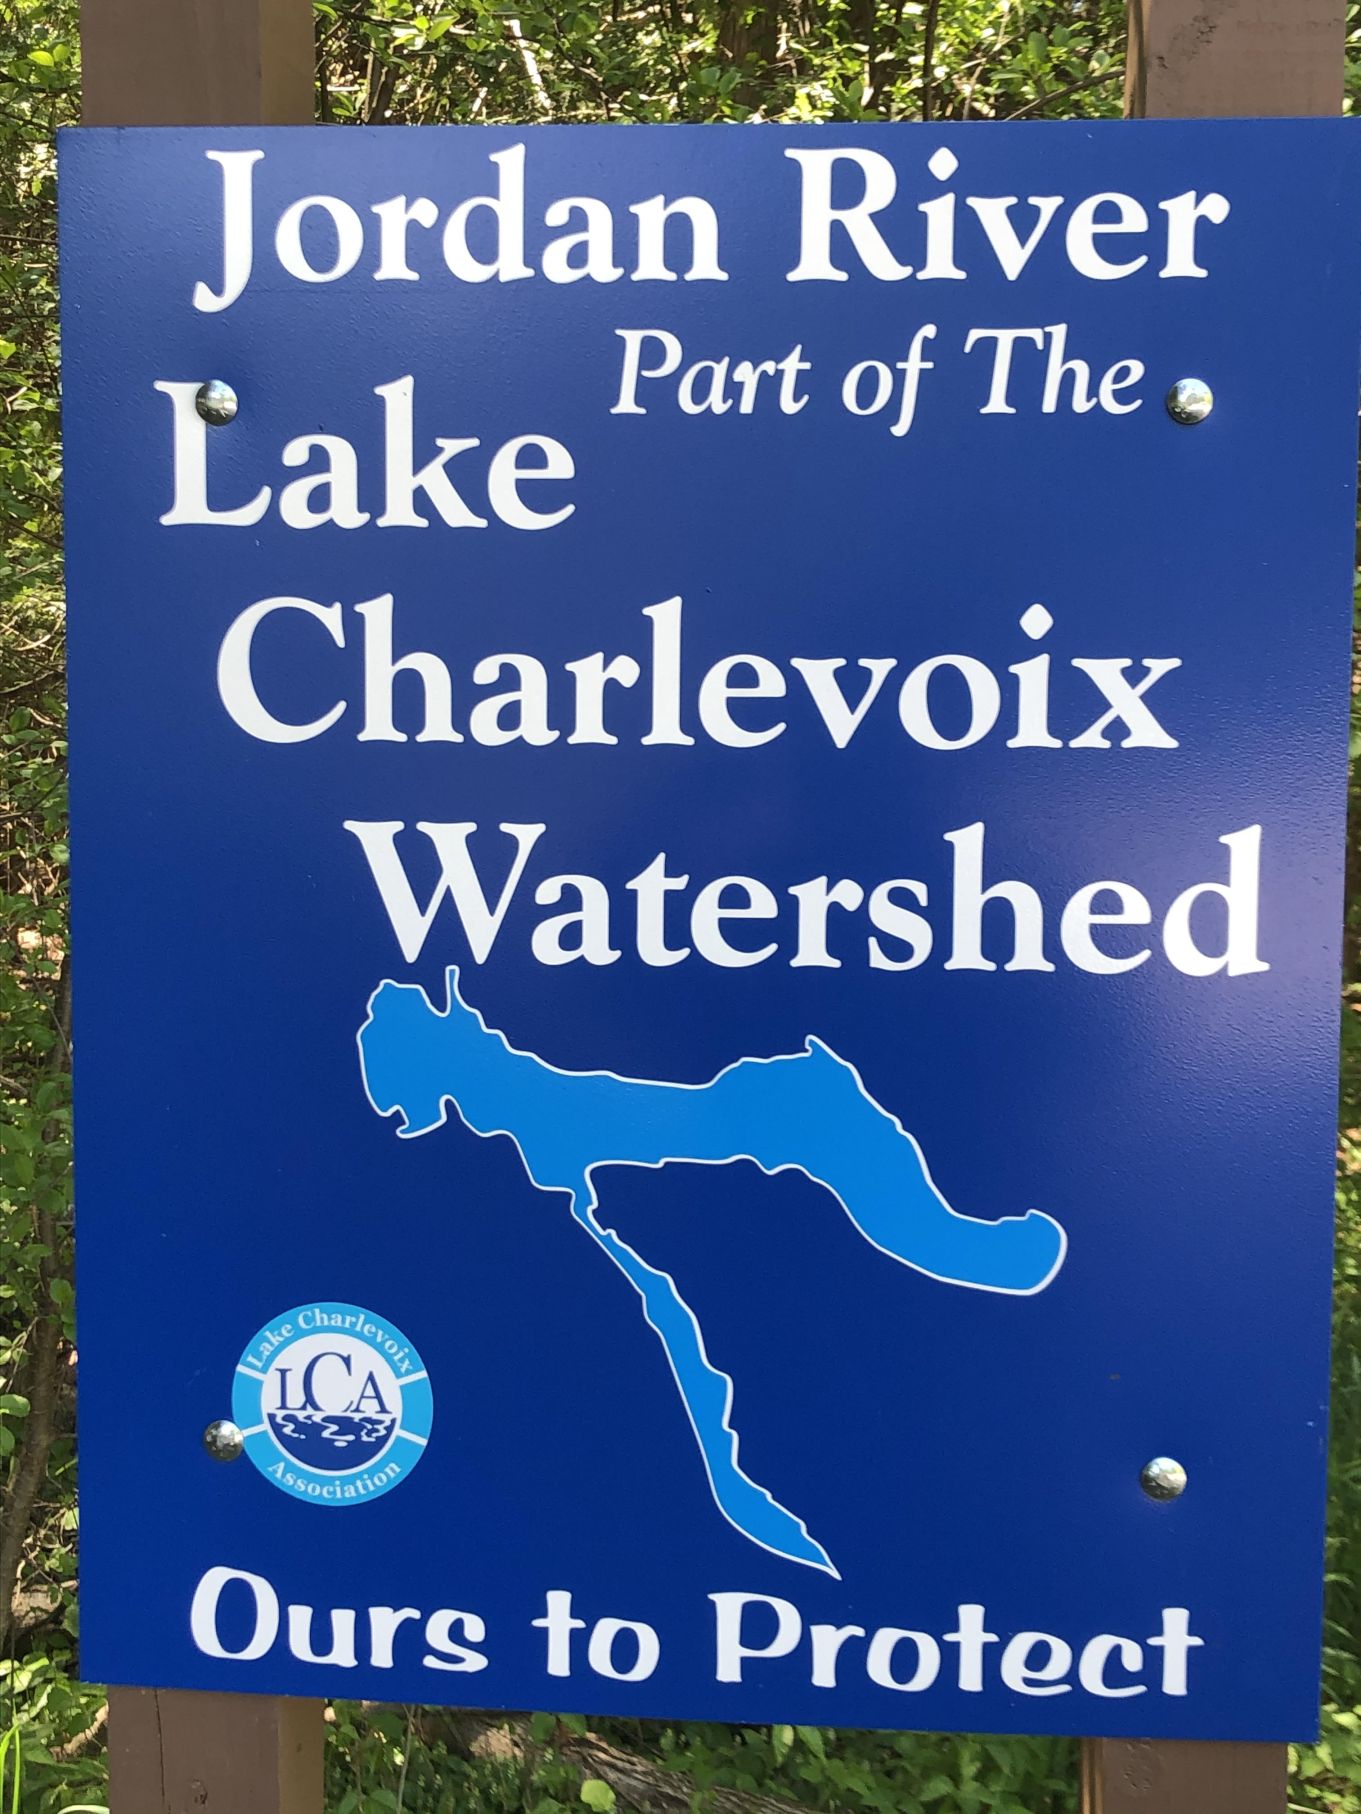 Jordan River
Part of The
Lake
Charlevoix
Watershed
Lake Charlevoix
LCA
Association
Ours to Protect